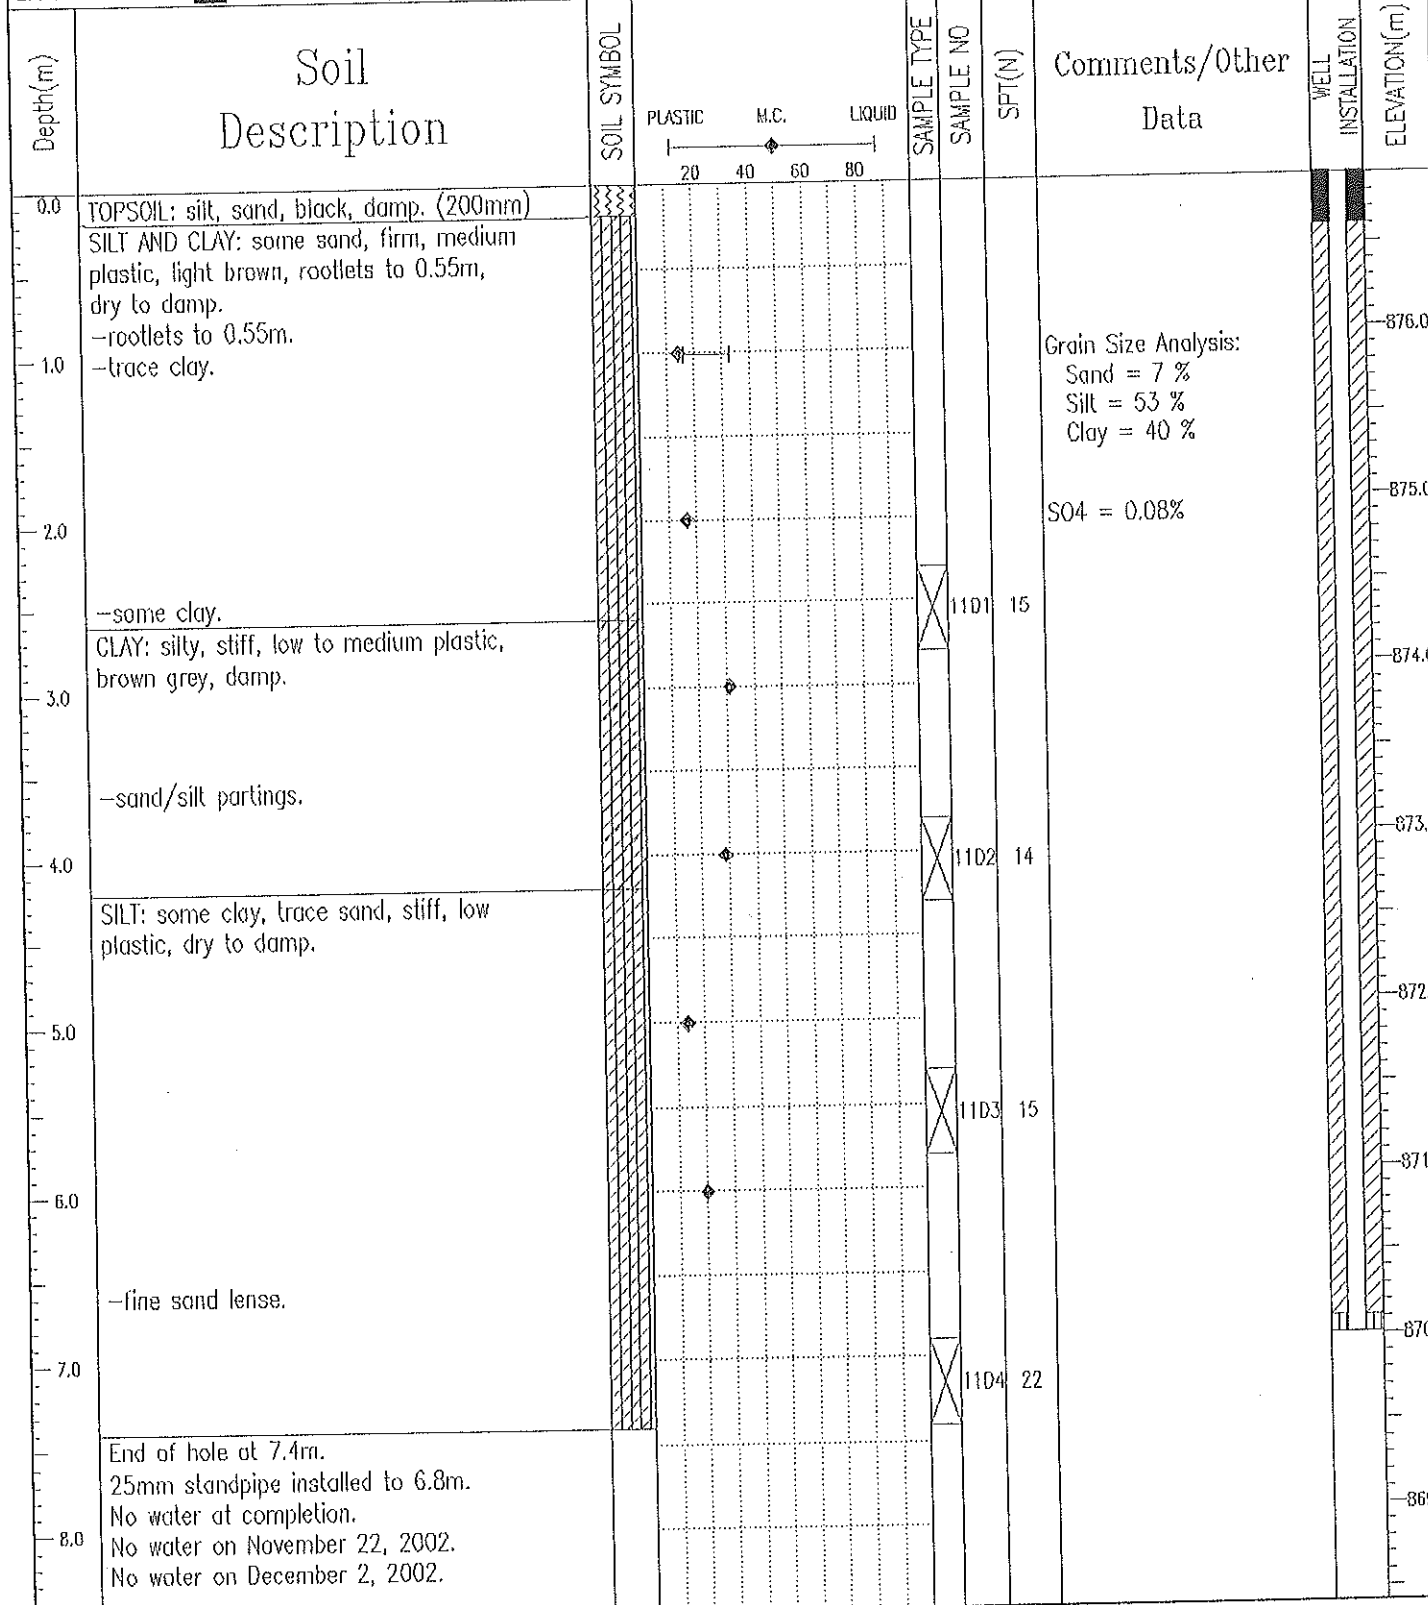 Depth(m)
Soil
Description
SOIL SYMBOL
PLASTIC M.C. LIQUID
20 40 60 80
SAMPLE TYPE
SAMPLE NO
SPT(N)
Comments/Other
Data
WELL
INSTALLATION
ELEVATION(m)
0.0
TOPSOIL: silt, sand, black, damp. (200mm)
SILT AND CLAY: some sand, firm, medium
plastic, light brown, rootlets to 0.55m,
dry to damp.
-rootlets to 0.55m.
876.0
1.0
-trace clay.
Grain Size Analysis:
Sand = 7 %
Silt = 53 %
Clay = 40 %
875.0
SO4 = 0.08%
2.0
-some clay.
11D1 15
CLAY: silty, stiff, low to medium plastic,
brown grey, damp.
874.0
3.0
-sand/silt partings.
873.
4.0
11D2 14
SILT: some clay, trace sand, stiff, low
plastic, dry to damp.
872
5.0
11D3 15
871
6.0
-fine sand lense.
870
7.0
11D4 22
End of hole at 7.4m.
25mm standpipe installed to 6.8m.
No water at completion.
869
8.0
No water on November 22, 2002.
No water on December 2, 2002.